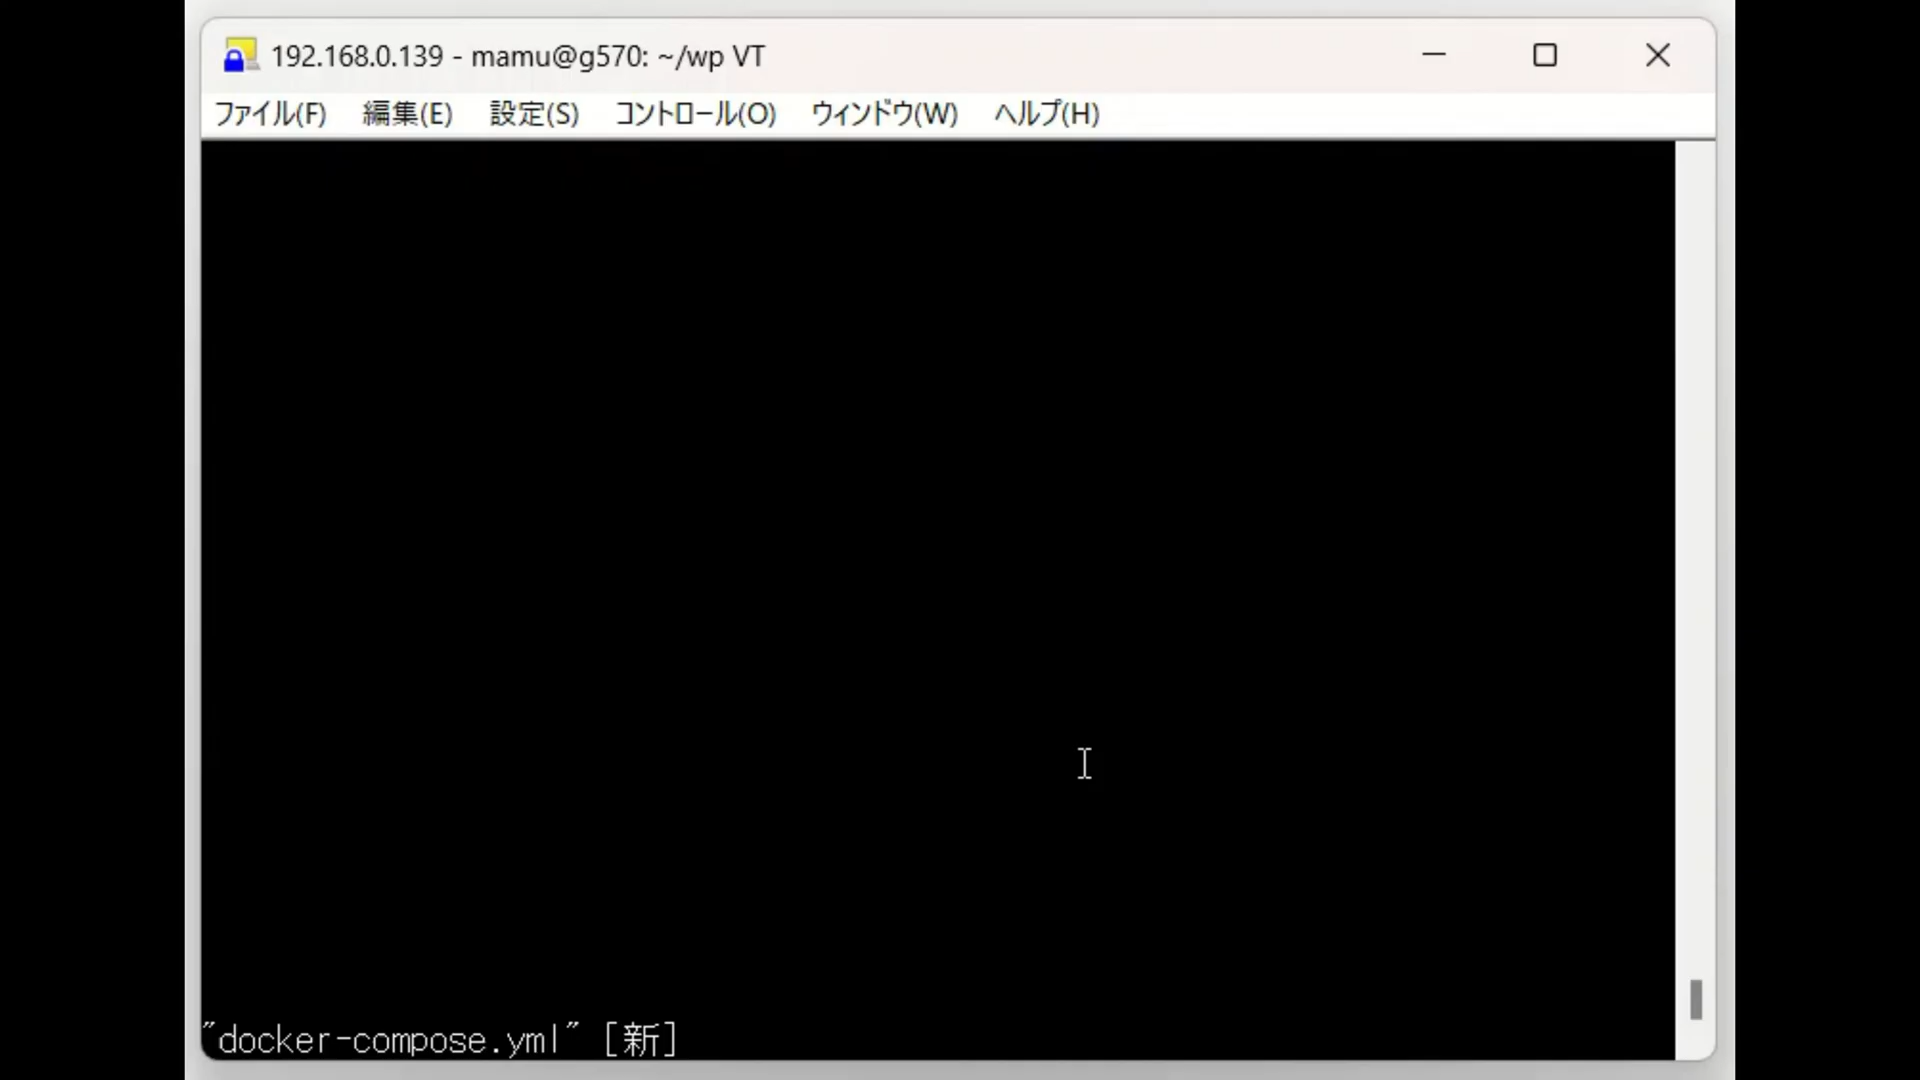 192.168.0.139 - mamu@g570: ~/wp VT
ファイル(F) 編集(E) 設定(S) コントロール(O) ウィンドウ(W) ヘルプ(H)
"docker-compose.yml" [新]